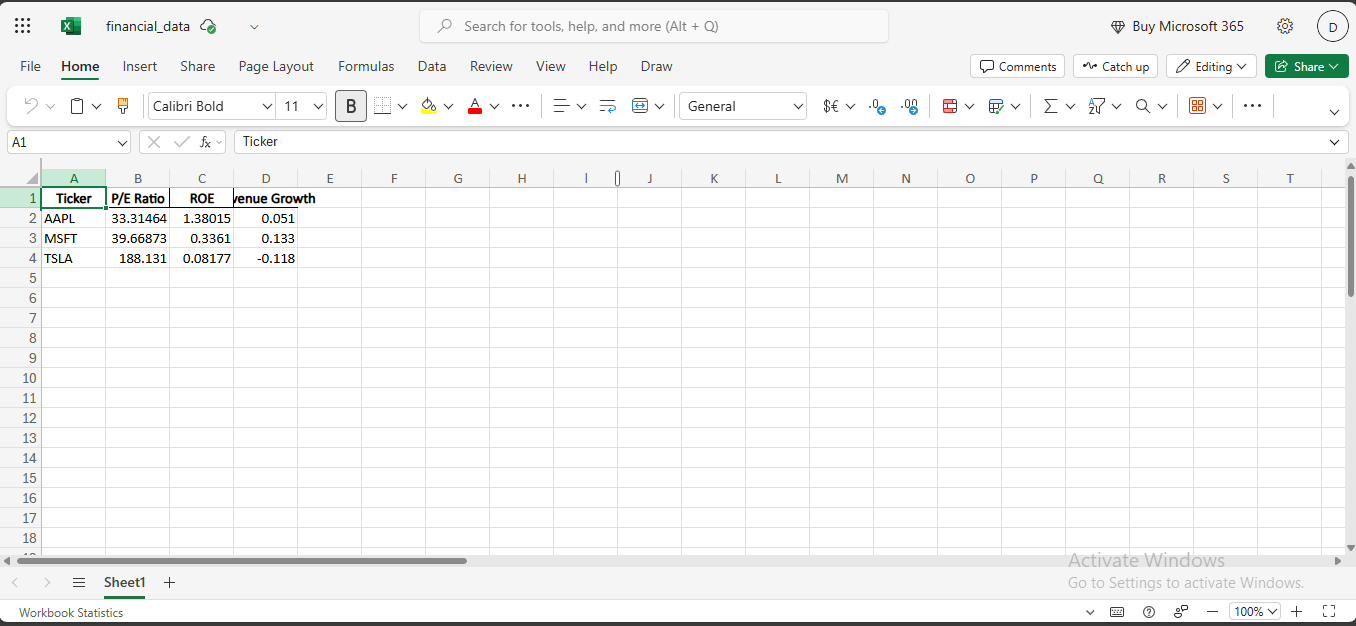 financial_data
Search for tools, help, and more (Alt + Q)
Buy Microsoft 365
D
File Home Insert Share Page Layout Formulas Data Review View Help Draw
Comments Catch up Editing Share
Calibri Bold 11 B A General $€ .0 .00
A1 fx Ticker
A B C D E F G H I J K L M N O P Q R S T
1 Ticker P/E Ratio ROE venue Growth
2 AAPL 33.31464 1.38015 0.051
3 MSFT 39.66873 0.3361 0.133
4 TSLA 188.131 0.08177 -0.118
5
6
7
8
9
10
11
12
13
14
15
16
17
18
Activate Windows
Sheet1
Go to Settings to activate Windows.
Workbook Statistics
100%